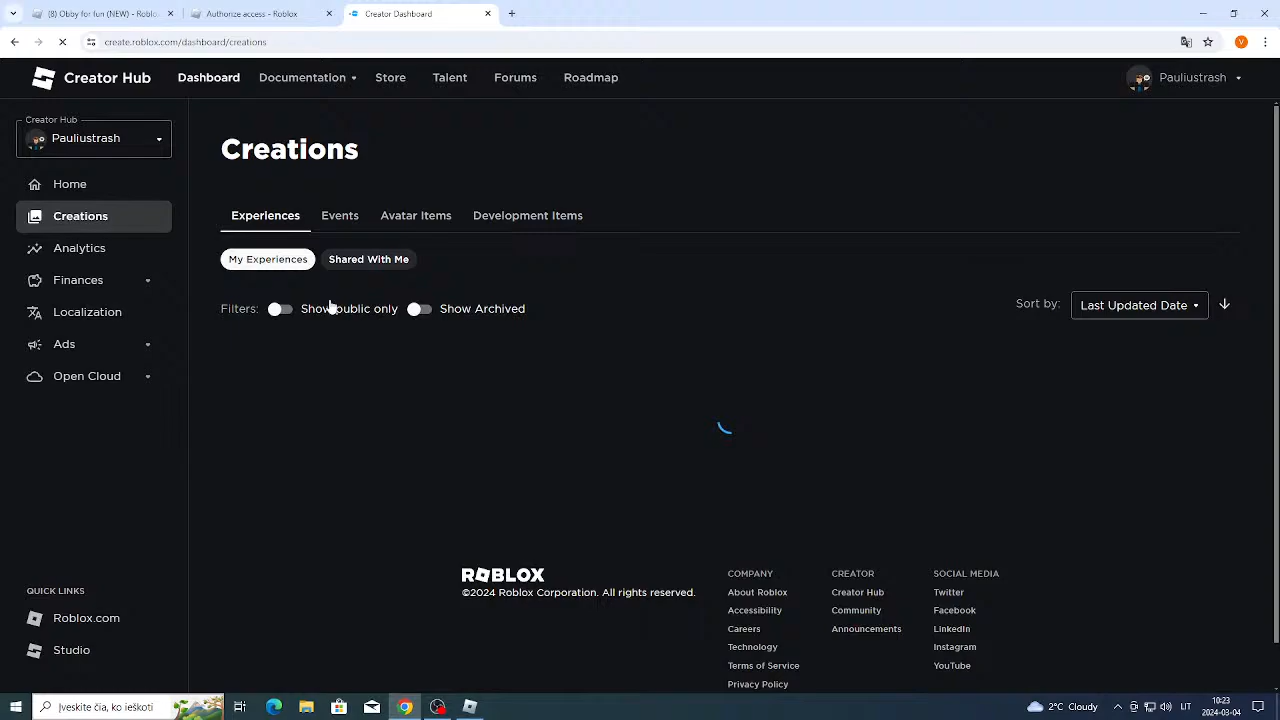 [8] Obby for fun (NEW) - Roblox
Authorize access - Roblox
Creator Dashboard
create.roblox.com/dashboard/creations
V
Creator Hub
Dashboard
Documentation
Store
Talent
Forums
Roadmap
Pauliustrash
Creator Hub
Pauliustrash
Home
Creations
Analytics
Finances
Localization
Ads
Open Cloud
QUICK LINKS
Roblox.com
Studio
Creations
Experiences
Events
Avatar Items
Development Items
My Experiences
Shared With Me
Filters:
Show public only
Show Archived
Sort by:
Last Updated Date
ROBLOX
©2024 Roblox Corporation. All rights reserved.
COMPANY
About Roblox
Accessibility
Careers
Technology
Terms of Service
Privacy Policy
CREATOR
Creator Hub
Community
Announcements
SOCIAL MEDIA
Twitter
Facebook
LinkedIn
Instagram
YouTube
Įveskite čia, ko ieškoti
2°C Cloudy
LIT
10:23
2024-03-04